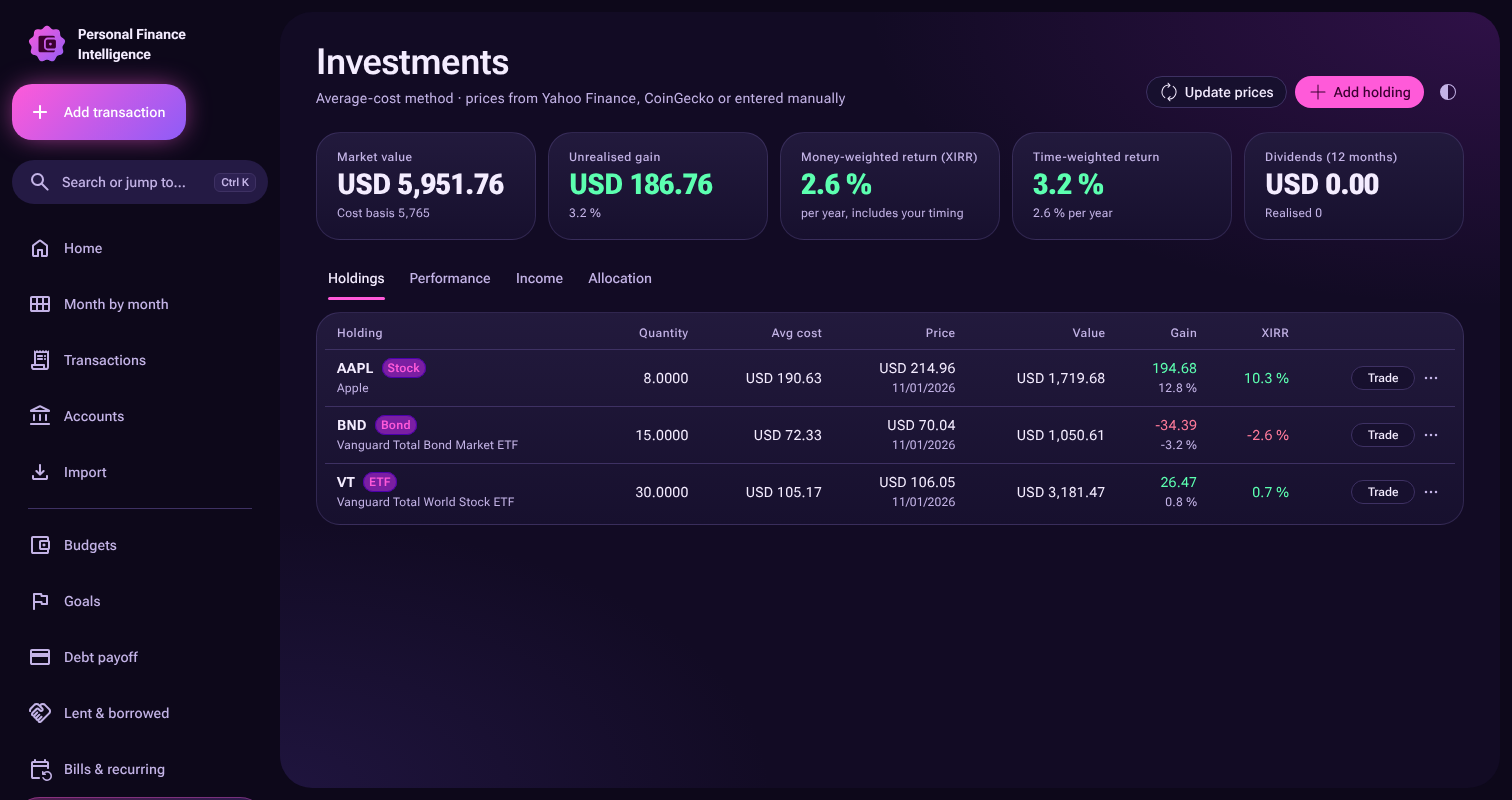 Personal Finance
Intelligence
Add transaction
Search or jump to...
Ctrl K
Home
Month by month
Transactions
Accounts
Import
Budgets
Goals
Debt payoff
Lent & borrowed
Bills & recurring
Investments
Average-cost method · prices from Yahoo Finance, CoinGecko or entered manually
Update prices
Add holding
Market value
USD 5,951.76
Cost basis 5,765
Unrealised gain
USD 186.76
3.2 %
Money-weighted return (XIRR)
2.6 %
per year, includes your timing
Time-weighted return
3.2 %
2.6 % per year
Dividends (12 months)
USD 0.00
Realised 0
Holdings Performance Income Allocation
Holding Quantity Avg cost Price Value Gain XIRR
AAPL Stock
Apple
8.0000
USD 190.63
USD 214.96
11/01/2026
USD 1,719.68
194.68
12.8 %
10.3 %
Trade
BND Bond
Vanguard Total Bond Market ETF
15.0000
USD 72.33
USD 70.04
11/01/2026
USD 1,050.61
-34.39
-3.2 %
-2.6 %
Trade
VT ETF
Vanguard Total World Stock ETF
30.0000
USD 105.17
USD 106.05
11/01/2026
USD 3,181.47
26.47
0.8 %
0.7 %
Trade